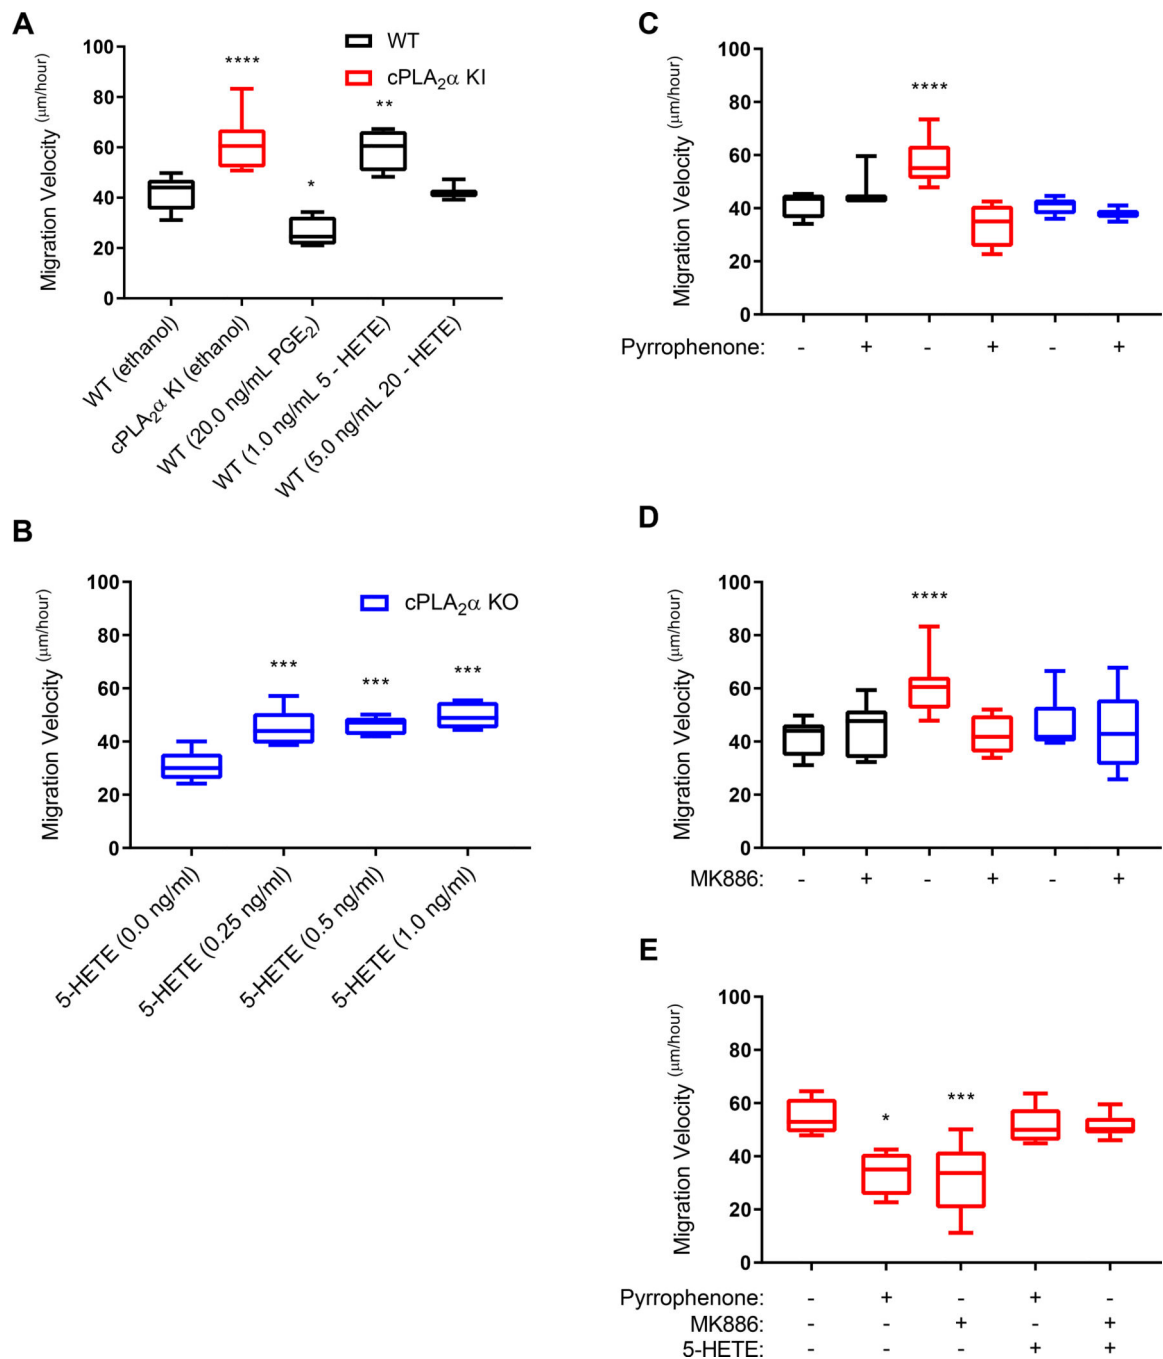 A
WT
cPLA₂α KI
Migration Velocity (μm/hour)
100
80
60
40
20
0
****
*
**
WT (ethanol)
cPLA₂α KI (ethanol)
WT (20.0 ng/mL PGE₂)
WT (1.0 ng/mL 5 - HETE)
WT (5.0 ng/mL 20 - HETE)
B
cPLA₂α KO
Migration Velocity (μm/hour)
100
80
60
40
20
0
***
***
***
5-HETE (0.0 ng/ml)
5-HETE (0.25 ng/ml)
5-HETE (0.5 ng/ml)
5-HETE (1.0 ng/ml)
C
Migration Velocity (μm/hour)
100
80
60
40
20
0
****
Pyrrophenone: - + - + - +
D
Migration Velocity (μm/hour)
100
80
60
40
20
0
****
MK886: - + - + - +
E
Migration Velocity (μm/hour)
100
80
60
40
20
0
*
***
Pyrrophenone: - + - + -
MK886: - - + - +
5-HETE: - - - + +